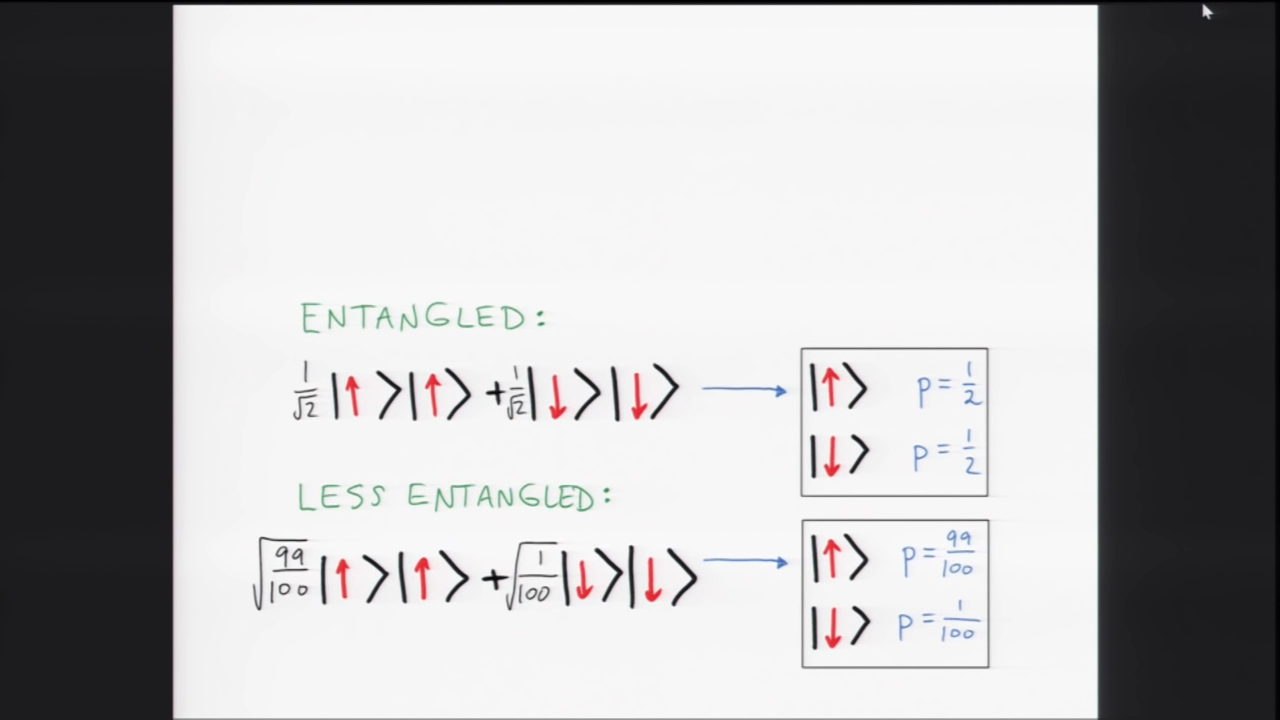 ENTANGLED:
1/√2 |↑⟩|↑⟩ + 1/√2 |↓⟩|↓⟩ → |↑⟩ p = 1/2
|↓⟩ p = 1/2
LESS ENTANGLED:
√(99/100) |↑⟩|↑⟩ + √(1/100) |↓⟩|↓⟩ → |↑⟩ p = 99/100
|↓⟩ p = 1/100